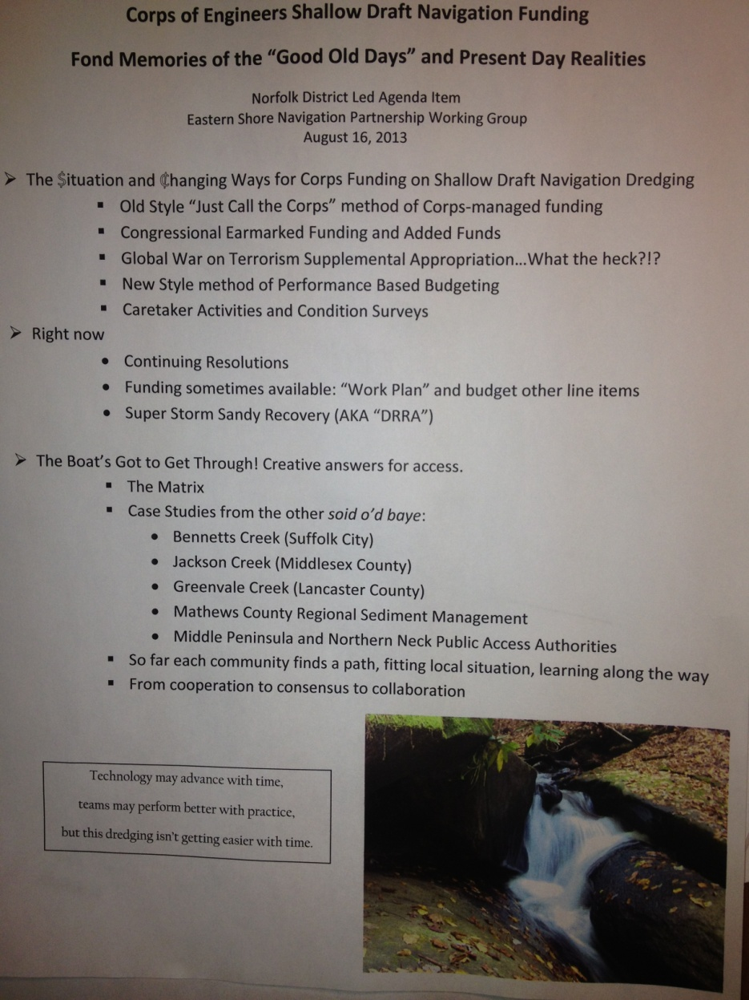 Corps of Engineers Shallow Draft Navigation Funding
Fond Memories of the “Good Old Days” and Present Day Realities
Norfolk District Led Agenda Item
Eastern Shore Navigation Partnership Working Group
August 16, 2013
➢ The $ituation and ₵hanging Ways for Corps Funding on Shallow Draft Navigation Dredging
▪ Old Style “Just Call the Corps” method of Corps-managed funding
▪ Congressional Earmarked Funding and Added Funds
▪ Global War on Terrorism Supplemental Appropriation...What the heck?!?
▪ New Style method of Performance Based Budgeting
▪ Caretaker Activities and Condition Surveys
➢ Right now
• Continuing Resolutions
• Funding sometimes available: “Work Plan” and budget other line items
• Super Storm Sandy Recovery (AKA “DRRA”)
➢ The Boat’s Got to Get Through! Creative answers for access.
▪ The Matrix
▪ Case Studies from the other soid o’d baye:
• Bennetts Creek (Suffolk City)
• Jackson Creek (Middlesex County)
• Greenvale Creek (Lancaster County)
• Mathews County Regional Sediment Management
• Middle Peninsula and Northern Neck Public Access Authorities
▪ So far each community finds a path, fitting local situation, learning along the way
▪ From cooperation to consensus to collaboration
Technology may advance with time,
teams may perform better with practice,
but this dredging isn’t getting easier with time.